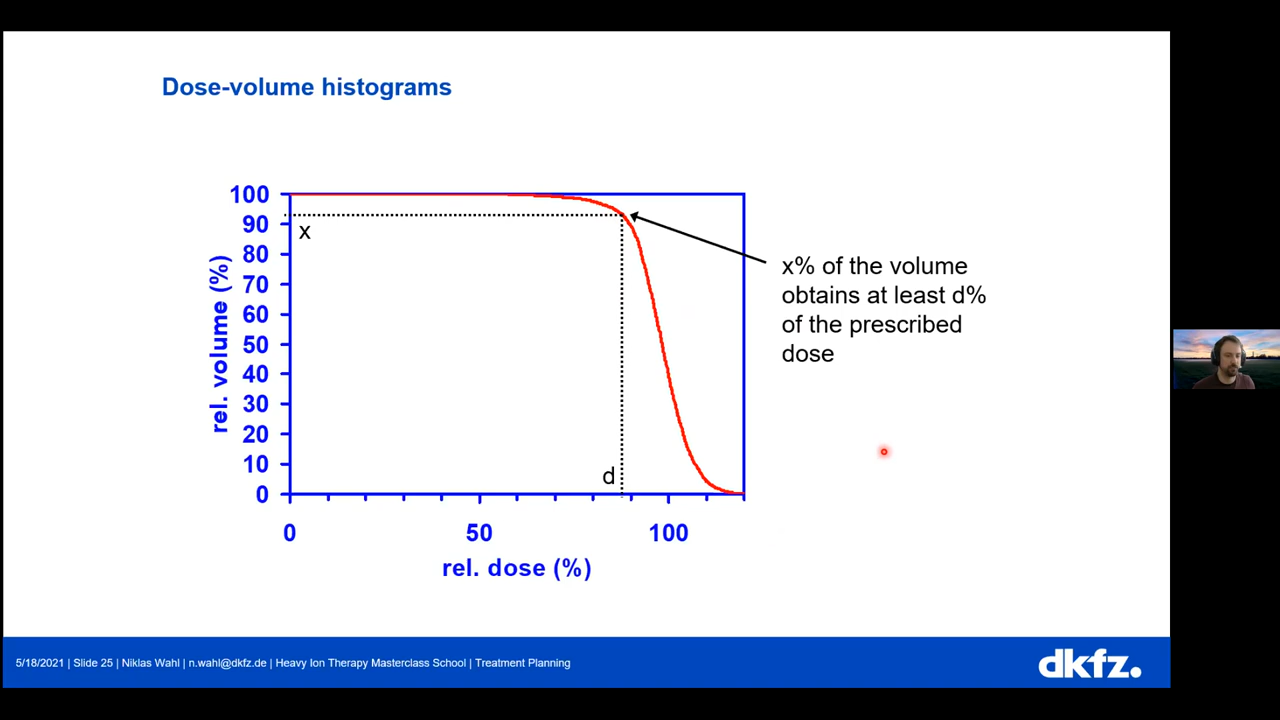 Dose-volume histograms
100
90
80
70
60
50
40
30
20
10
0
rel. volume (%)
x
d
0
50
100
rel. dose (%)
x% of the volume
obtains at least d%
of the prescribed
dose
5/18/2021 | Slide 25 | Niklas Wahl | n.wahl@dkfz.de | Heavy Ion Therapy Masterclass School | Treatment Planning
dkfz.